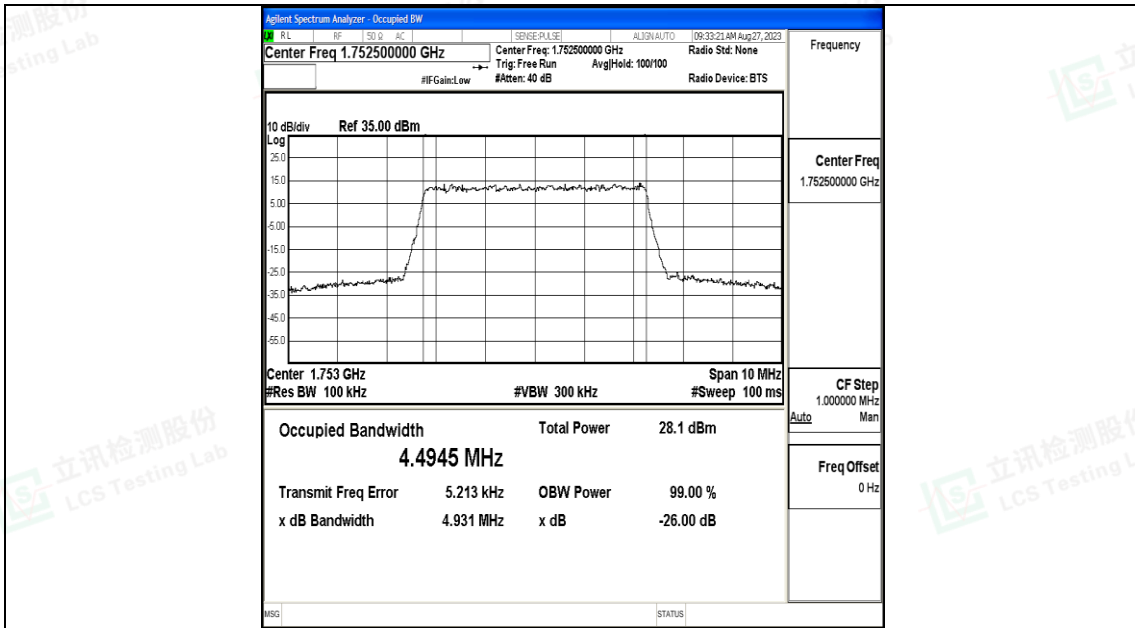 Agilent Spectrum Analyzer - Occupied BW
RL RF 50 Ω AC SENSE:PULSE ALIGN AUTO 09:33:21 AM Aug 27, 2023
Center Freq 1.752500000 GHz
Center Freq: 1.752500000 GHz
Radio Std: None
Trig: Free Run
Avg|Hold: 100/100
#IFGain:Low
#Atten: 40 dB
Radio Device: BTS
10 dB/div
Ref 35.00 dBm
Log
25.0
15.0
5.00
-5.00
-15.0
-25.0
-35.0
-45.0
-55.0
Center 1.753 GHz
Span 10 MHz
#Res BW 100 kHz
#VBW 300 kHz
#Sweep 100 ms
Occupied Bandwidth
Total Power 28.1 dBm
4.4945 MHz
Transmit Freq Error 5.213 kHz
OBW Power 99.00 %
x dB Bandwidth 4.931 MHz
x dB -26.00 dB
MSG
STATUS
Frequency
Center Freq
1.752500000 GHz
CF Step
1.000000 MHz
Auto Man
Freq Offset
0 Hz
测股份
sting Lab
立讯检测股份
LCS Testing Lab
立讯检测股份
LCS Testing L